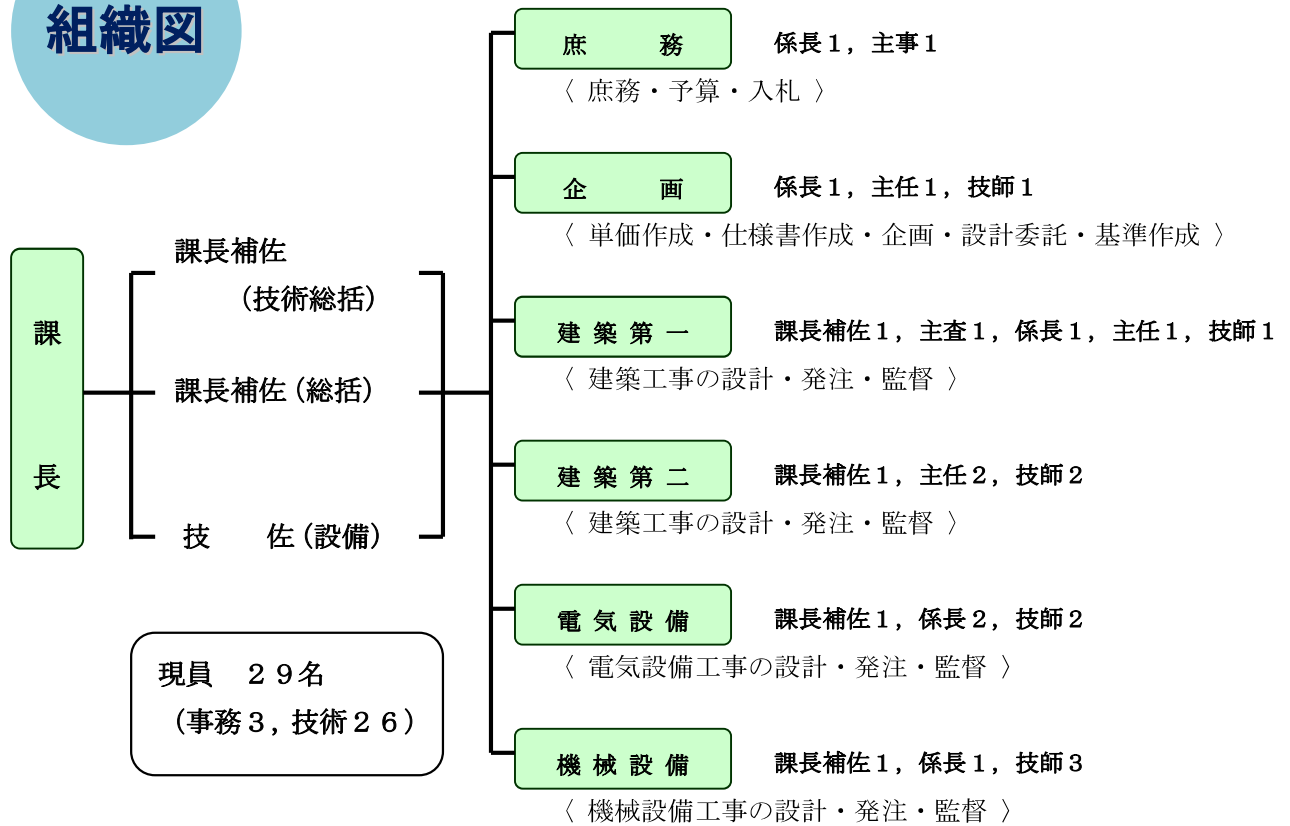 組織図
課長
課長補佐
（技術総括）
課長補佐（総括）
技　　佐（設備）
現員　２９名
（事務３，技術２６）
庶　　務　係長１，主事１
〈 庶務・予算・入札 〉
企　　画　係長１，主任１，技師１
〈 単価作成・仕様書作成・企画・設計委託・基準作成 〉
建築第一　課長補佐１，主査１，係長１，主任１，技師１
〈 建築工事の設計・発注・監督 〉
建築第二　課長補佐１，主任２，技師２
〈 建築工事の設計・発注・監督 〉
電気設備　課長補佐１，係長２，技師２
〈 電気設備工事の設計・発注・監督 〉
機械設備　課長補佐１，係長１，技師３
〈 機械設備工事の設計・発注・監督 〉